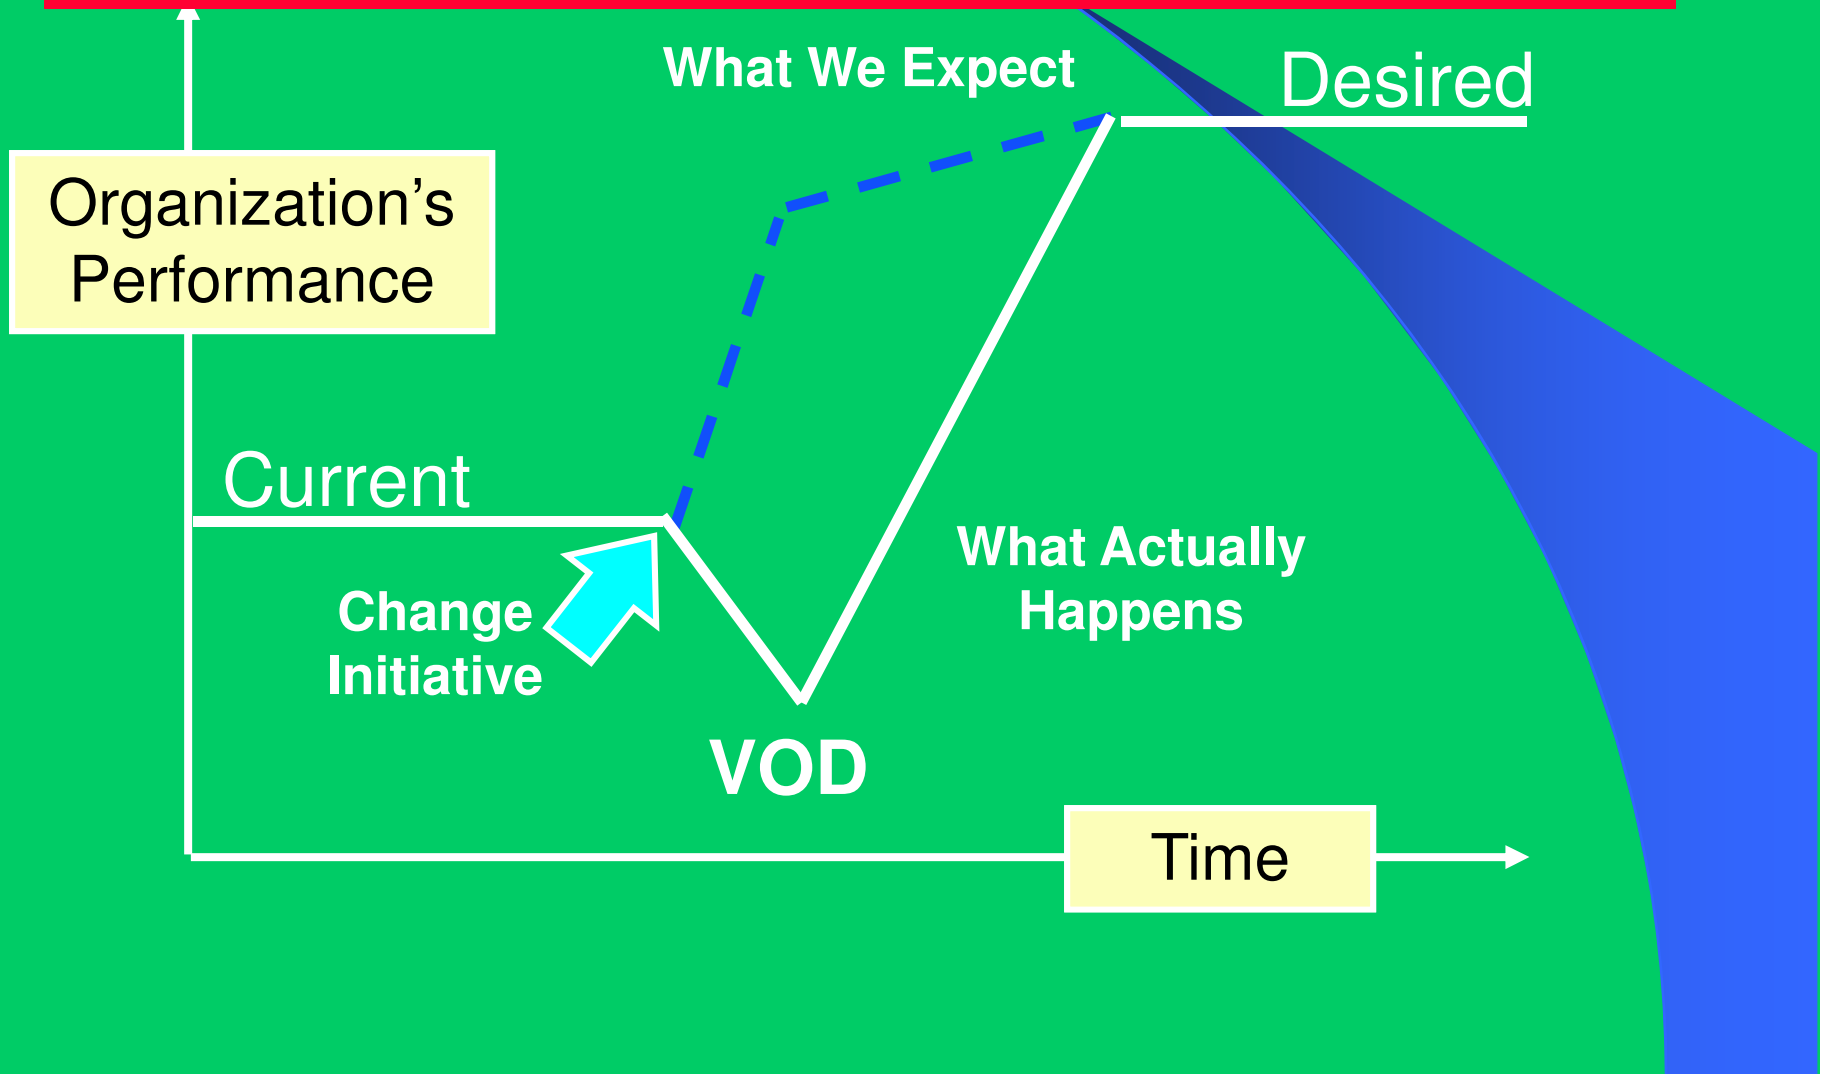 What We Expect
Desired
Organization's
Performance
Current
What Actually
Happens
Change
Initiative
VOD
Time